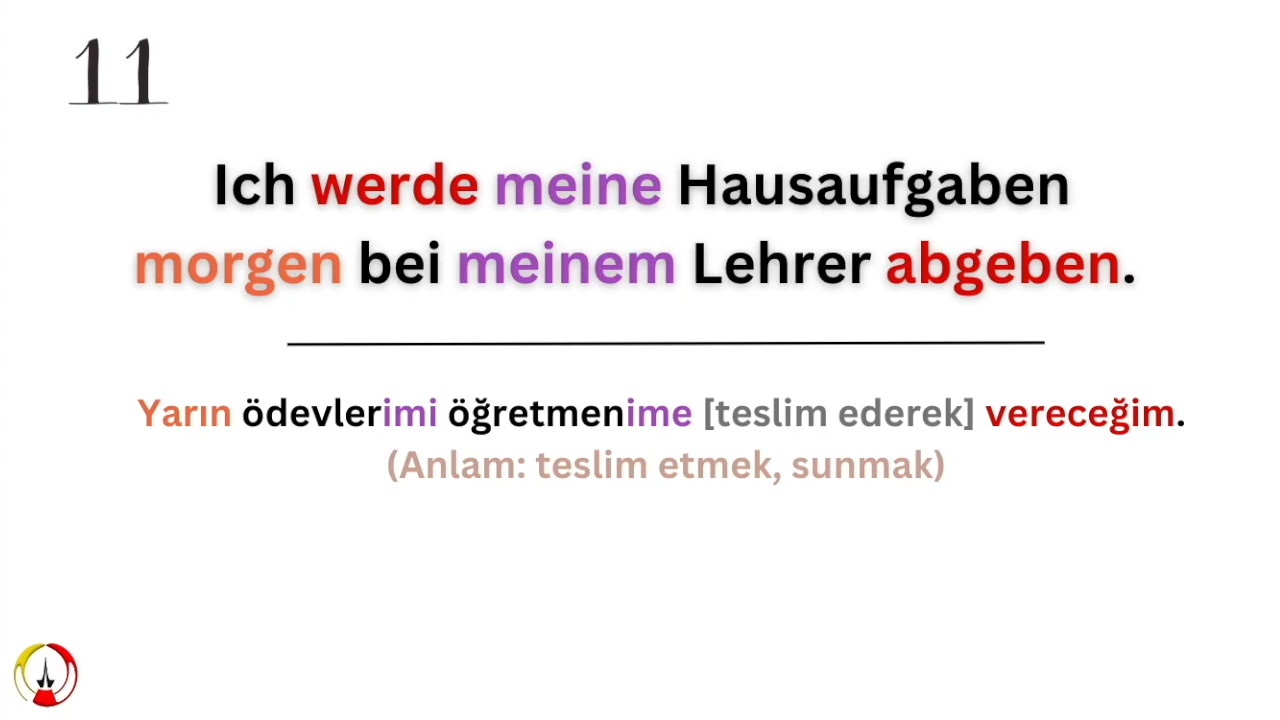 11
Ich werde meine Hausaufgaben
morgen bei meinem Lehrer abgeben.
Yarın ödevlerimi öğretmenime [teslim ederek] vereceğim.
(Anlam: teslim etmek, sunmak)